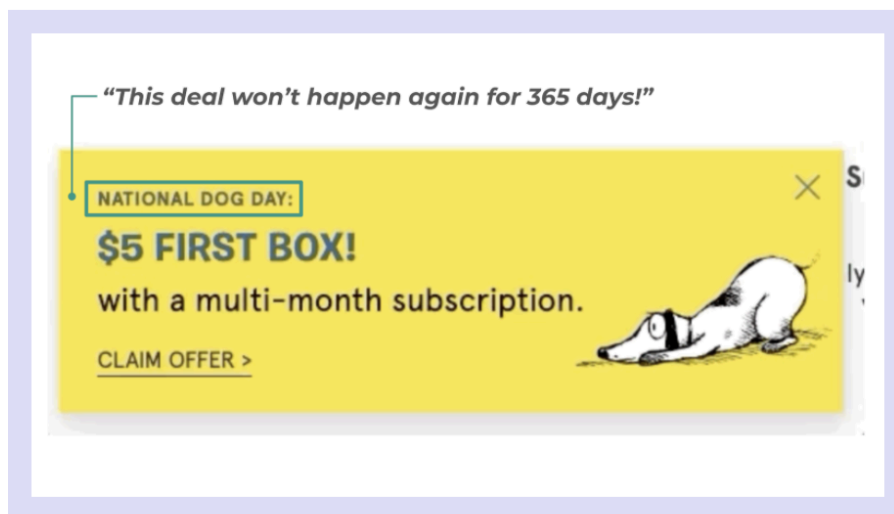 “This deal won’t happen again for 365 days!”
NATIONAL DOG DAY:
$5 FIRST BOX!
with a multi-month subscription.
CLAIM OFFER >